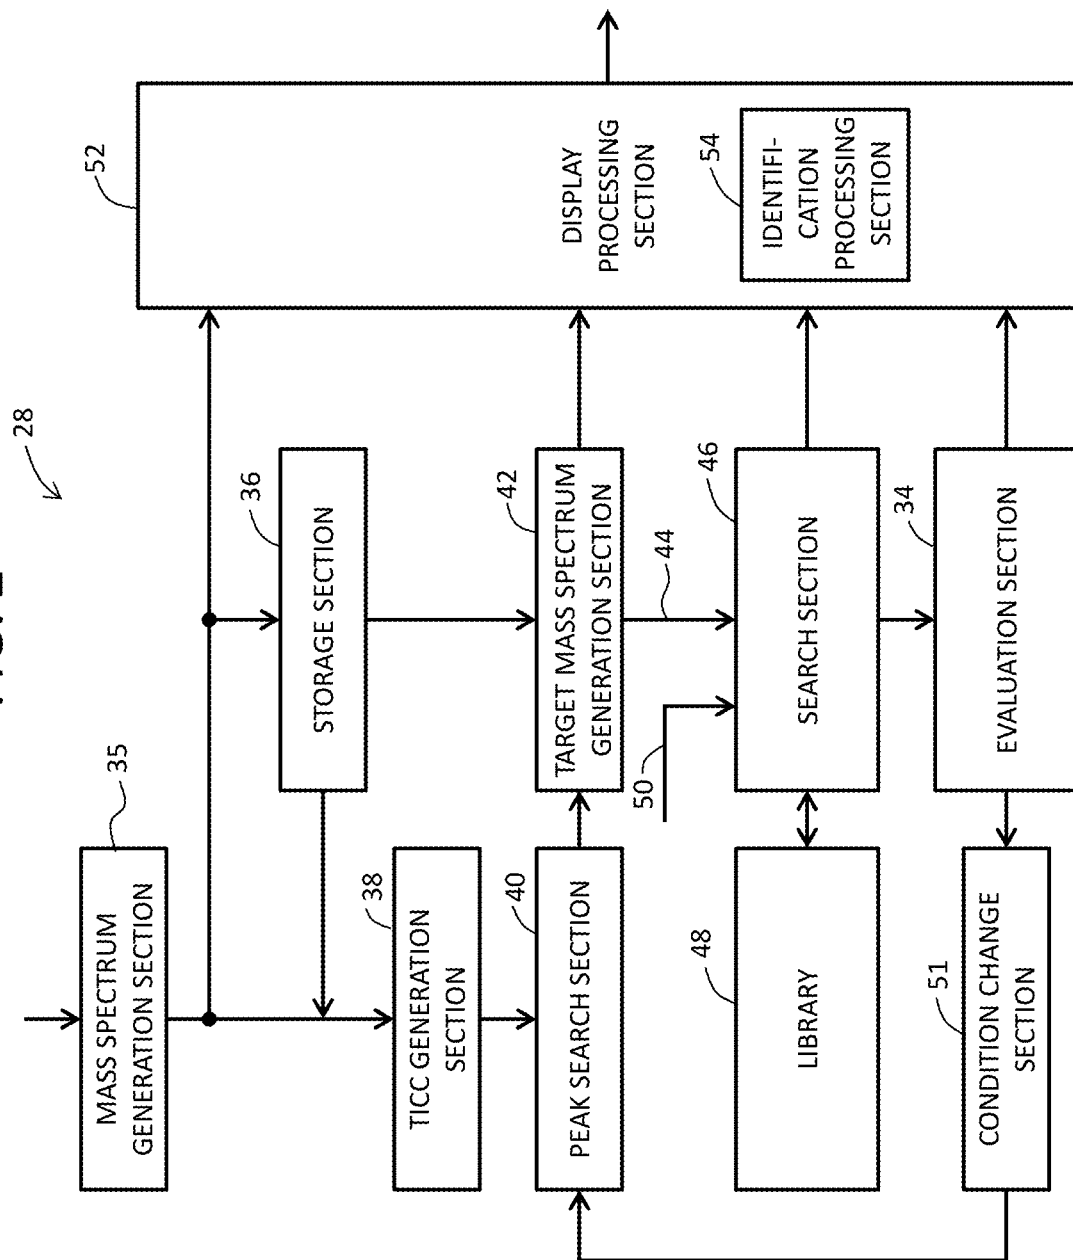 28
52
35
MASS SPECTRUM
GENERATION SECTION
36
STORAGE SECTION
38
TICC GENERATION
SECTION
40
PEAK SEARCH SECTION
42
TARGET MASS SPECTRUM
GENERATION SECTION
DISPLAY
PROCESSING
SECTION
44
50
48
LIBRARY
46
SEARCH SECTION
54
IDENTIFI-
CATION
PROCESSING
SECTION
51
CONDITION CHANGE
SECTION
34
EVALUATION SECTION